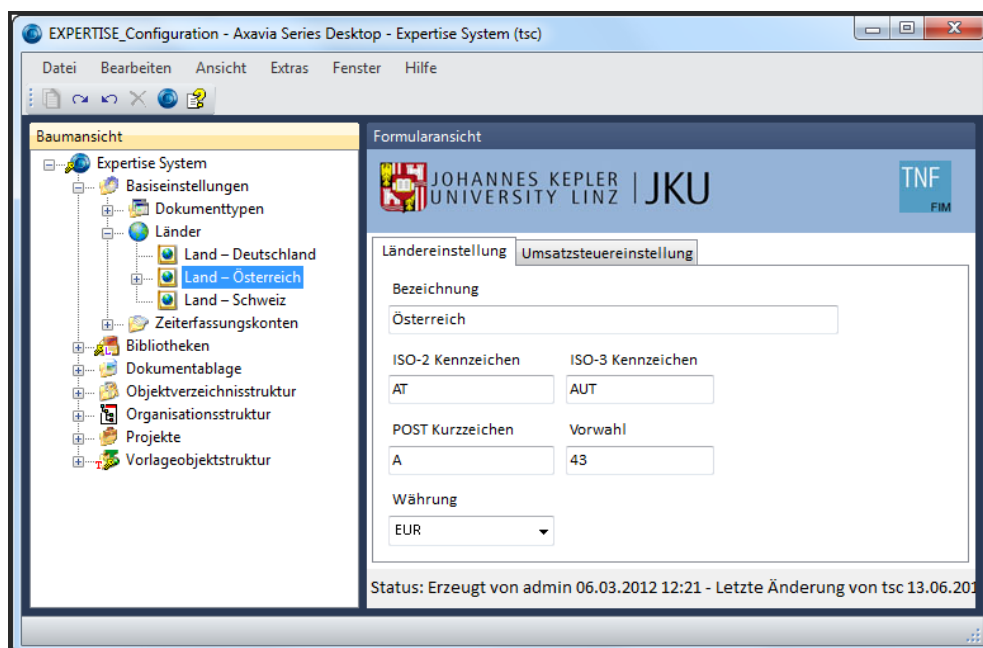 EXPERTISE_Configuration - Axavia Series Desktop - Expertise System (tsc)
Datei Bearbeiten Ansicht Extras Fenster Hilfe
Baumansicht
Expertise System
Basiseinstellungen
Dokumenttypen
Länder
Land – Deutschland
Land – Österreich
Land – Schweiz
Zeiterfassungskonten
Bibliotheken
Dokumentablage
Objektverzeichnisstruktur
Organisationsstruktur
Projekte
Vorlageobjektstruktur
Formularansicht
JOHANNES KEPLER
UNIVERSITY LINZ
JKU
TNF
FIM
Ländereinstellung Umsatzsteuereinstellung
Bezeichnung
Österreich
ISO-2 Kennzeichen ISO-3 Kennzeichen
AT AUT
POST Kurzzeichen Vorwahl
A 43
Währung
EUR
Status: Erzeugt von admin 06.03.2012 12:21 - Letzte Änderung von tsc 13.06.201